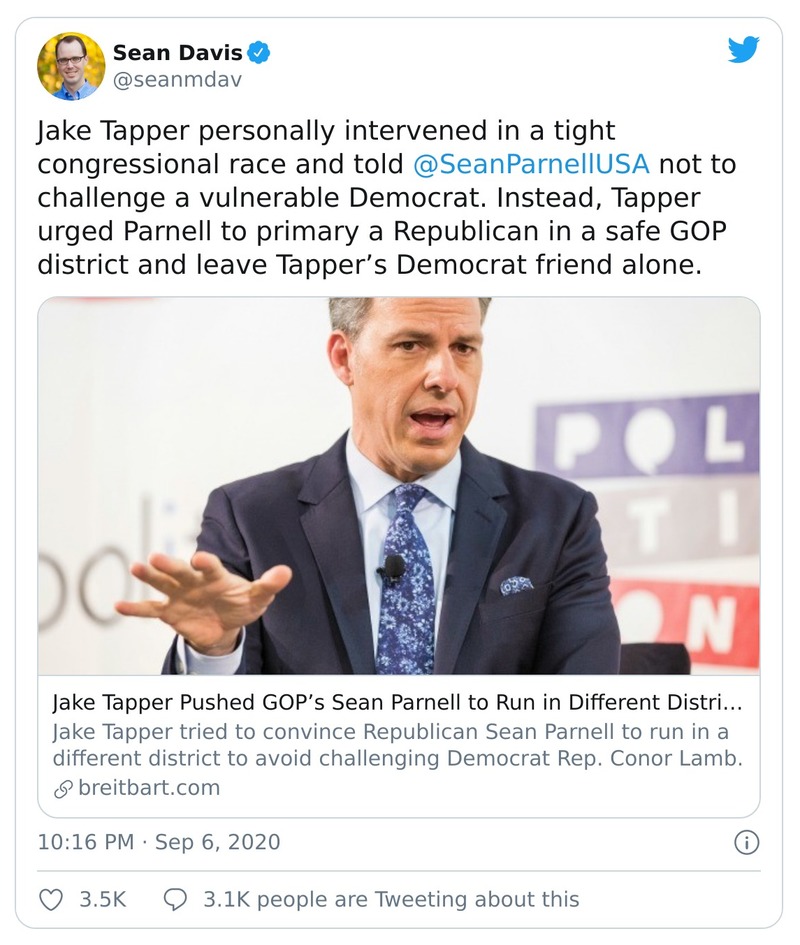 Sean Davis
@seanmdav
Jake Tapper personally intervened in a tight
congressional race and told @SeanParnellUSA not to
challenge a vulnerable Democrat. Instead, Tapper
urged Parnell to primary a Republican in a safe GOP
district and leave Tapper’s Democrat friend alone.
POL
TI
ON
poli
Jake Tapper Pushed GOP’s Sean Parnell to Run in Different Distri...
Jake Tapper tried to convince Republican Sean Parnell to run in a
different district to avoid challenging Democrat Rep. Conor Lamb.
breitbart.com
10:16 PM · Sep 6, 2020
3.5K 3.1K people are Tweeting about this